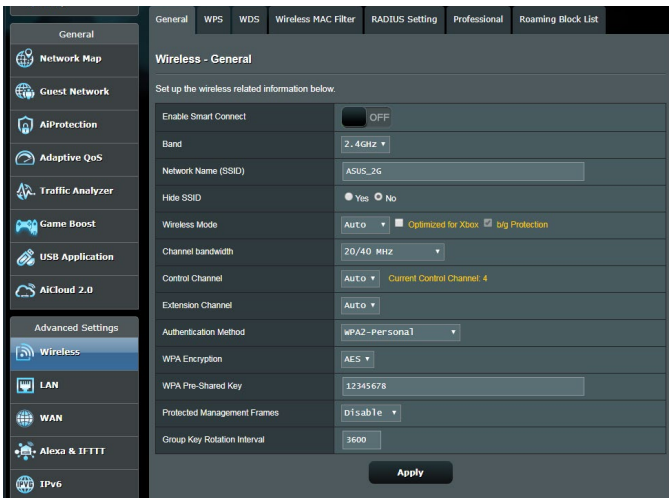 General
Network Map
Guest Network
AiProtection
Adaptive QoS
Traffic Analyzer
Game Boost
USB Application
AiCloud 2.0
Advanced Settings
Wireless
LAN
WAN
Alexa & IFTTT
IPv6
General WPS WDS Wireless MAC Filter RADIUS Setting Professional Roaming Block List
Wireless - General
Set up the wireless related information below.
Enable Smart Connect OFF
Band 2.4GHz
Network Name (SSID) ASUS_2G
Hide SSID Yes No
Wireless Mode Auto Optimized for Xbox b/g Protection
Channel bandwidth 20/40 MHz
Control Channel Auto Current Control Channel: 4
Extension Channel Auto
Authentication Method WPA2-Personal
WPA Encryption AES
WPA Pre-Shared Key 12345678
Protected Management Frames Disable
Group Key Rotation Interval 3600
Apply